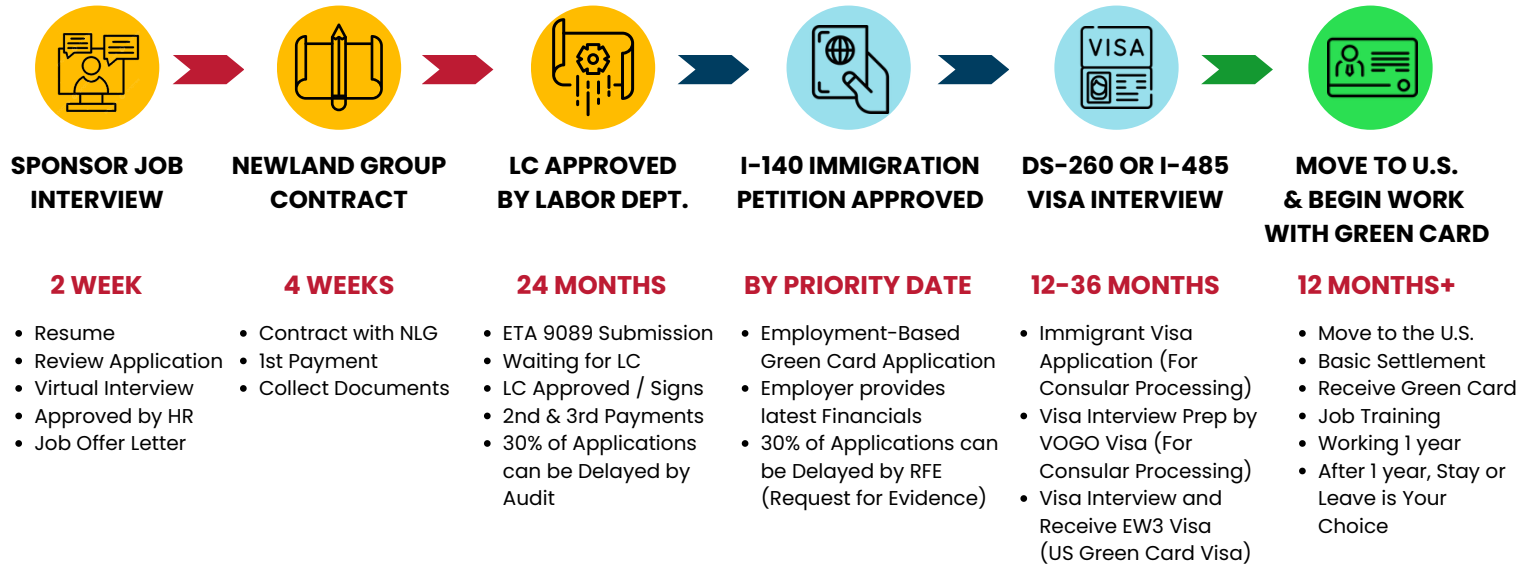 VISA
SPONSOR JOB
INTERVIEW
2 WEEK
• Resume
• Review Application
• Virtual Interview
• Approved by HR
• Job Offer Letter
NEWLAND GROUP
CONTRACT
4 WEEKS
• Contract with NLG
• 1st Payment
• Collect Documents
LC APPROVED
BY LABOR DEPT.
24 MONTHS
• ETA 9089 Submission
• Waiting for LC
• LC Approved / Signs
• 2nd & 3rd Payments
• 30% of Applications
can be Delayed by
Audit
I-140 IMMIGRATION
PETITION APPROVED
BY PRIORITY DATE
• Employment-Based
Green Card Application
• Employer provides
latest Financials
• 30% of Applications can
be Delayed by RFE
(Request for Evidence)
DS-260 OR I-485
VISA INTERVIEW
12-36 MONTHS
• Immigrant Visa
Application (For
Consular Processing)
• Visa Interview Prep by
VOGO Visa (For
Consular Processing)
• Visa Interview and
Receive EW3 Visa
(US Green Card Visa)
MOVE TO U.S.
& BEGIN WORK
WITH GREEN CARD
12 MONTHS+
• Move to the U.S.
• Basic Settlement
• Receive Green Card
• Job Training
• Working 1 year
• After 1 year, Stay or
Leave is Your
Choice